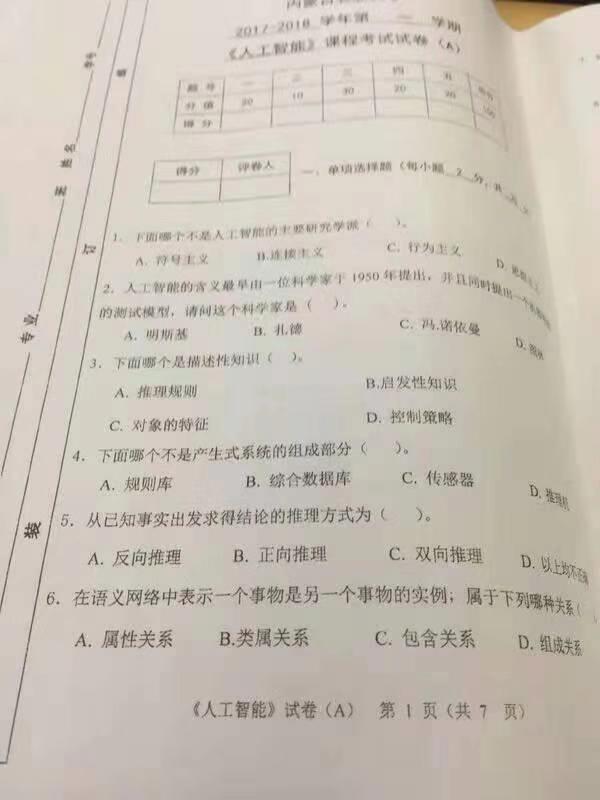 2017-2018 学年第 一 学期
《人工智能》课程考试试卷（A）
题号 一 二 三 四 五
分值 20 10 30 20 20 100
得分
得分 评卷人
一、单项选择题（每小题 2 分，共
1. 下面哪个不是人工智能的主要研究学派（ ）。
A. 符号主义 B.连接主义 C. 行为主义 D.
2. 人工智能的含义最早由一位科学家于 1950 年提出，并且同时提出一个
的测试模型，请问这个科学家是（ ）。
A. 明斯基 B. 扎德 C. 冯.诺依曼 D. 图林
3. 下面哪个是描述性知识（ ）。
A. 推理规则 B.启发性知识
C. 对象的特征 D. 控制策略
4. 下面哪个不是产生式系统的组成部分（ ）。
A. 规则库 B. 综合数据库 C. 传感器 D. 推理机
5. 从已知事实出发求得结论的推理方式为（ ）。
A. 反向推理 B. 正向推理 C. 双向推理 D. 以上均不
6. 在语义网络中表示一个事物是另一个事物的实例；属于下列哪种关系（
A. 属性关系 B.类属关系 C. 包含关系 D. 组成关系
《人工智能》试卷（A） 第 1 页（共 7 页）
学号
姓名
专业
订
装